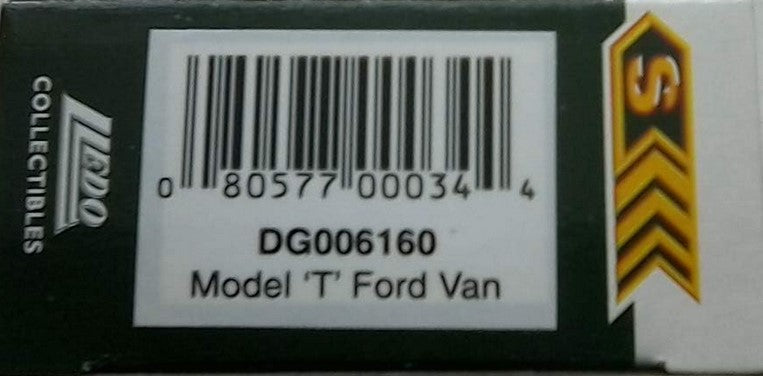 LLEDO
COLLECTIBLES
0 80577 00034 4
DG006160
Model 'T' Ford Van
S